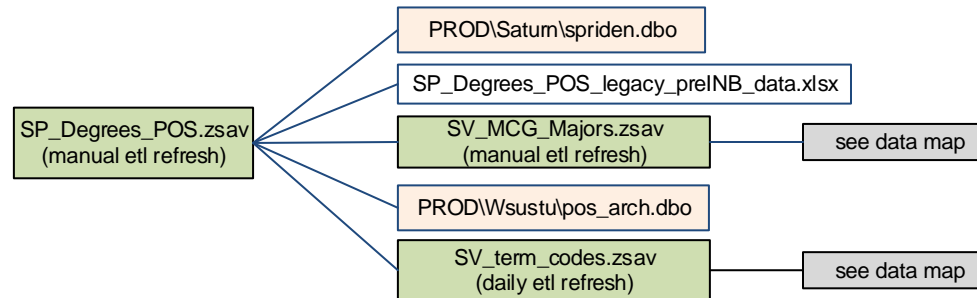 PROD\Saturn\spriden.dbo
SP_Degrees_POS_legacy_preINB_data.xlsx
SP_Degrees_POS.zsav
(manual etl refresh)
SV_MCG_Majors.zsav
(manual etl refresh)
see data map
PROD\Wsustu\pos_arch.dbo
SV_term_codes.zsav
(daily etl refresh)
see data map